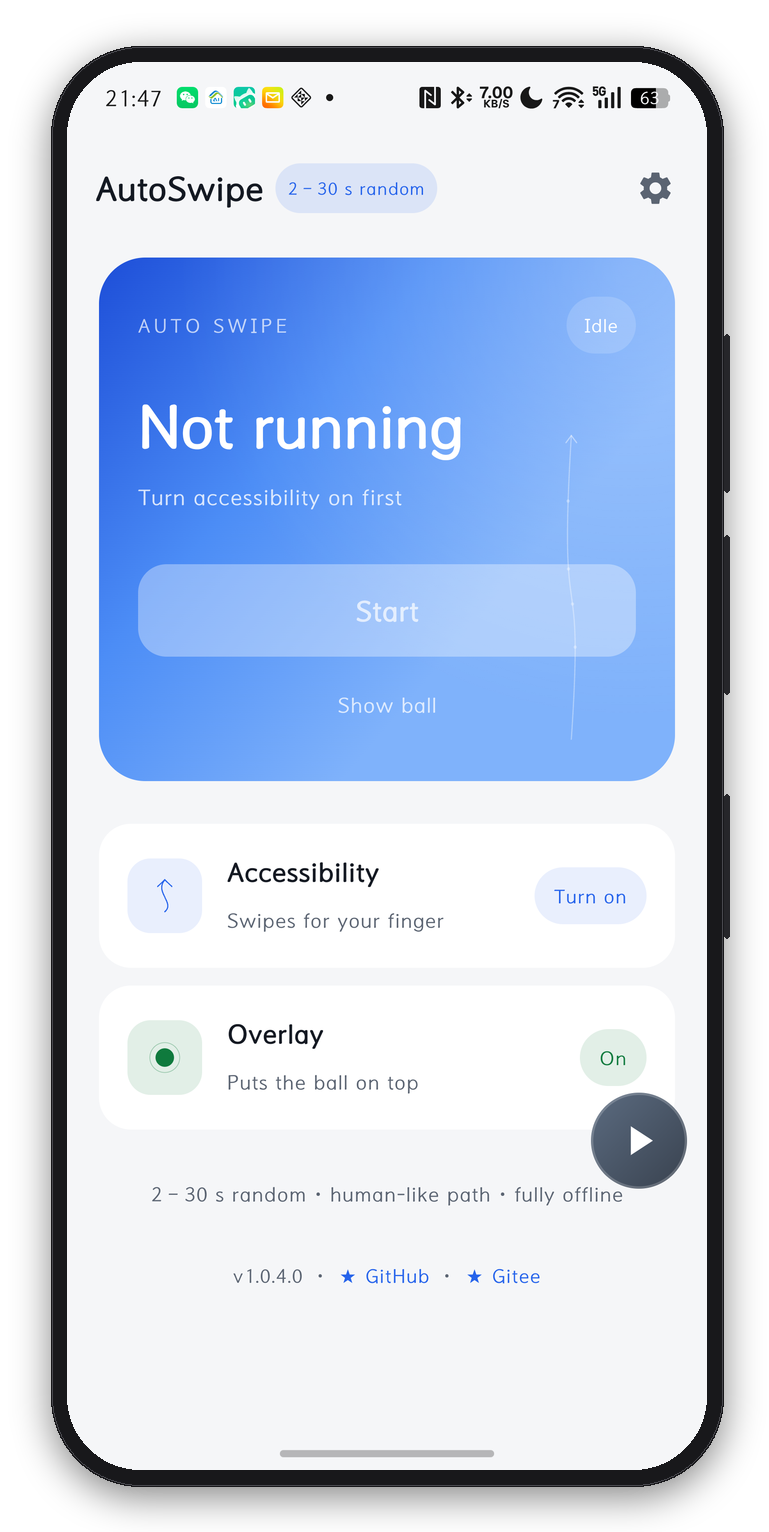 21:47 7.00 KB/S 5G 63
AutoSwipe 2 – 30 s random
AUTO SWIPE Idle
Not running
Turn accessibility on first
Start
Show ball
Accessibility
Swipes for your finger
Turn on
Overlay
Puts the ball on top
On
2 – 30 s random • human-like path • fully offline
v1.0.4.0 • ★ GitHub • ★ Gitee